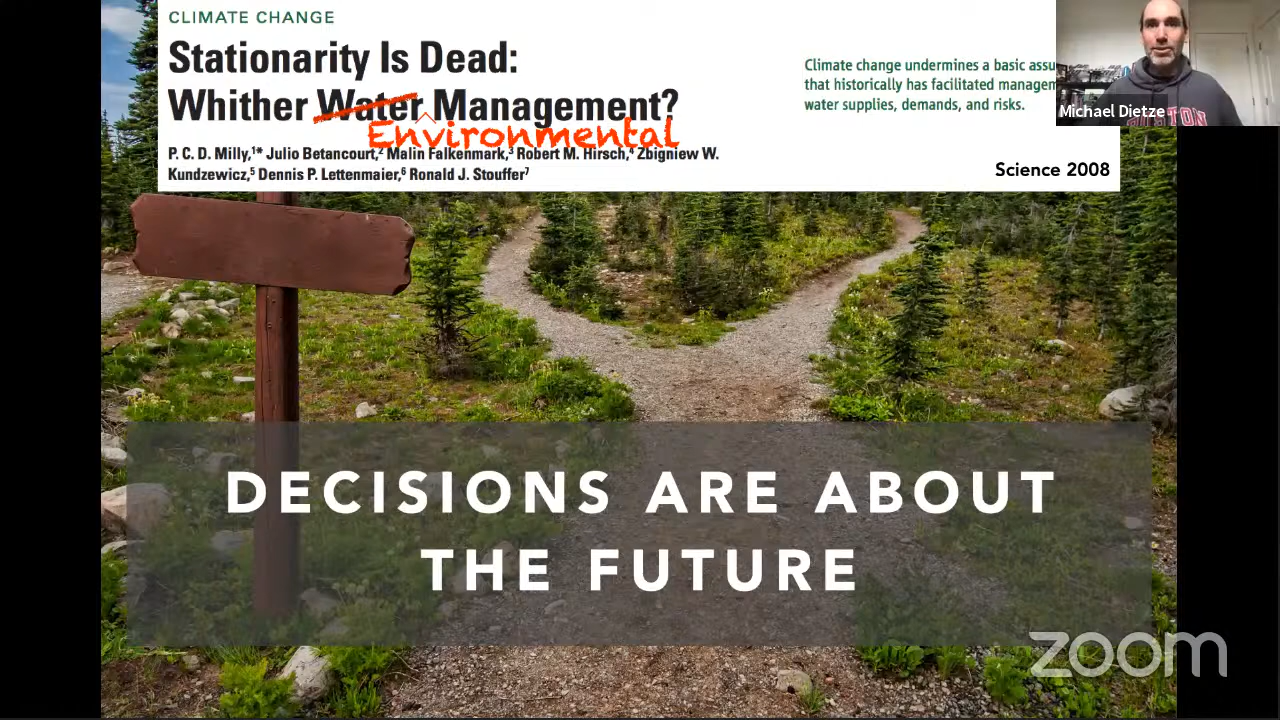 CLIMATE CHANGE
Stationarity Is Dead:
Whither Water Management?
Environmental
P. C. D. Milly,1* Julio Betancourt,2 Malin Falkenmark,3 Robert M. Hirsch,4 Zbigniew W.
Kundzewicz,5 Dennis P. Lettenmaier,6 Ronald J. Stouffer7
Climate change undermines a basic assu
that historically has facilitated managem
water supplies, demands, and risks.
Science 2008
Michael Dietze
DECISIONS ARE ABOUT
THE FUTURE
zoom